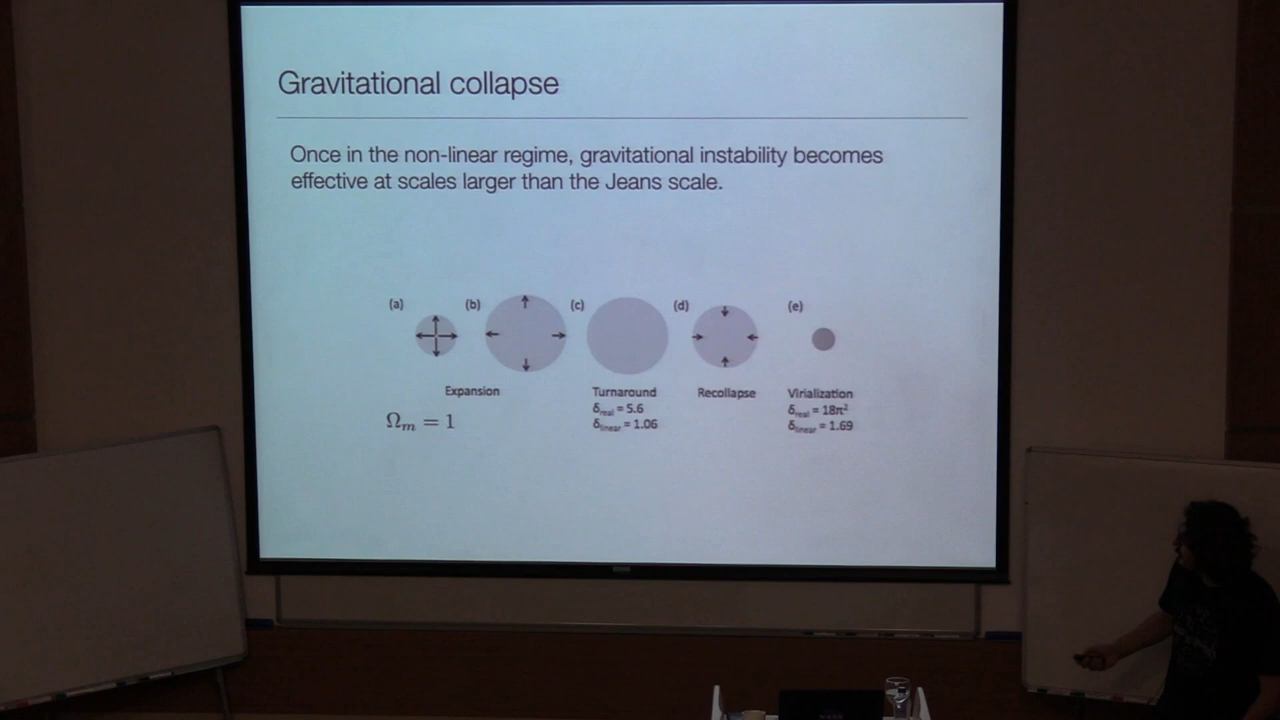 Gravitational collapse
Once in the non-linear regime, gravitational instability becomes
effective at scales larger than the Jeans scale.
(a) (b) (c) (d) (e)
Expansion Turnaround Recollapse Virialization
δreal = 5.6 δreal = 18π²
Ωm = 1 δlinear = 1.06 δlinear = 1.69